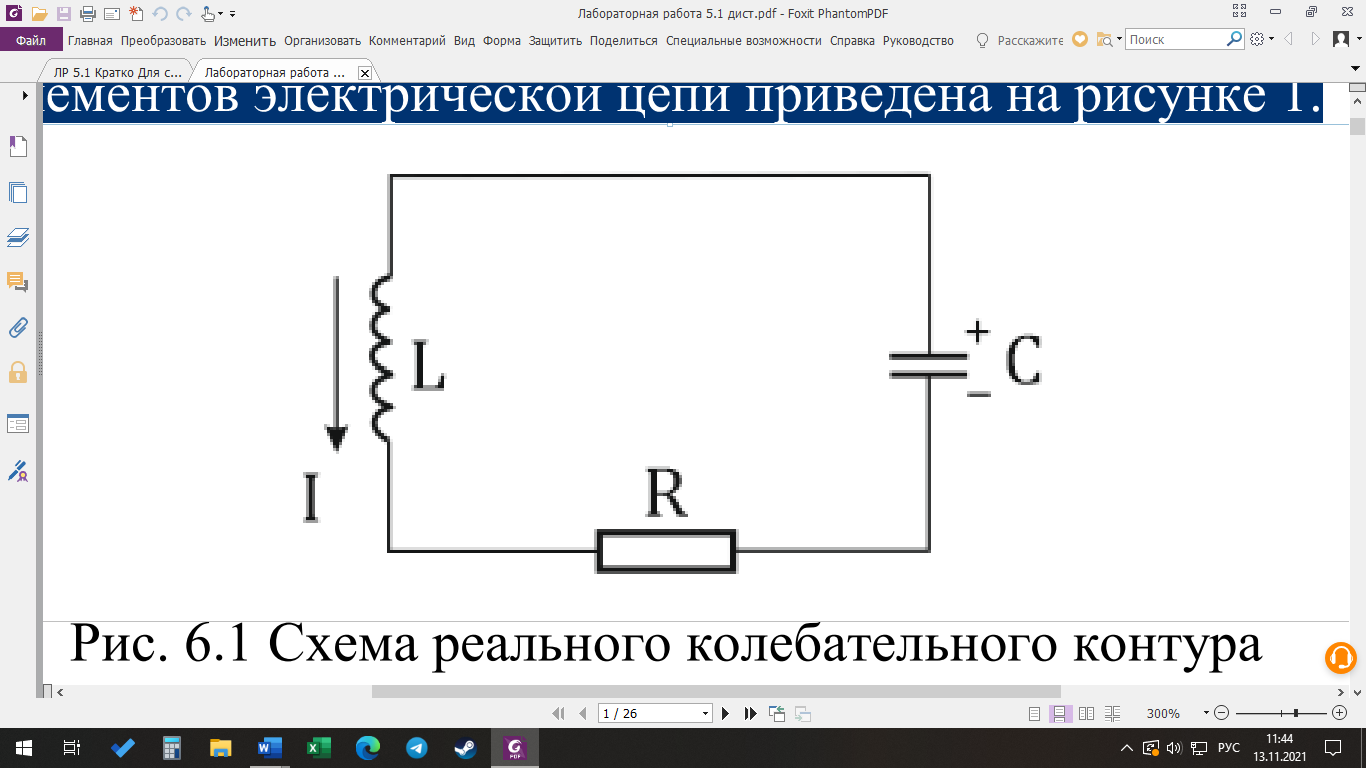 Лабораторная работа 5.1 дист.pdf - Foxit PhantomPDF
Файл Главная Преобразовать Изменить Организовать Комментарий Вид Форма Защитить Поделиться Специальные возможности Справка Руководство Расскажите Поиск
ЛР 5.1 Кратко Для с... Лабораторная работа ...
ементов электрической цепи приведена на рисунке 1.
+
C
L
–
I
R
Рис. 6.1 Схема реального колебательного контура
1 / 26 300%
РУС 11:44
13.11.2021